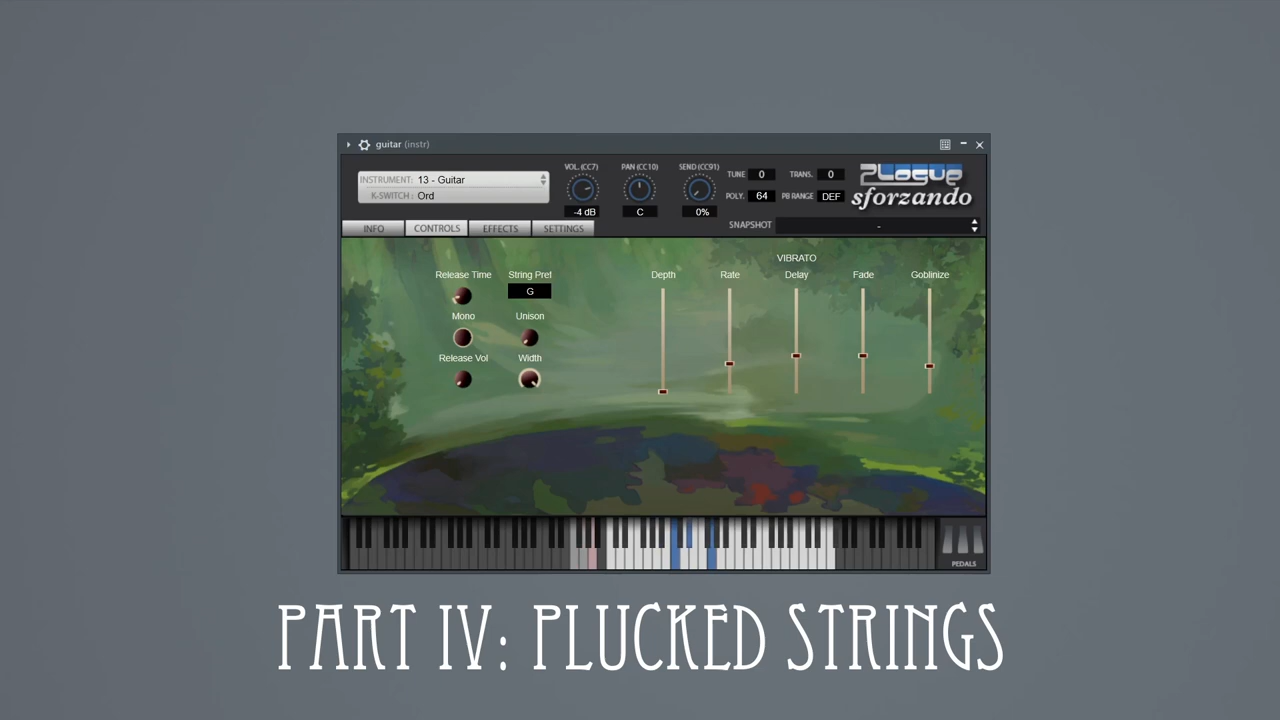 guitar (instr)
INSTRUMENT: 13 - Guitar
K-SWITCH : Ord
VOL. (CC7)
-4 dB
PAN (CC10)
C
SEND (CC91)
0%
TUNE 0
TRANS. 0
POLY. 64
PB RANGE DEF
PLOGUE
sforzando
INFO
CONTROLS
EFFECTS
SETTINGS
SNAPSHOT -
Release Time
String Pref
G
Mono
Unison
Release Vol
Width
VIBRATO
Depth
Rate
Delay
Fade
Goblinize
PEDALS
PART IV: PLUCKED STRINGS